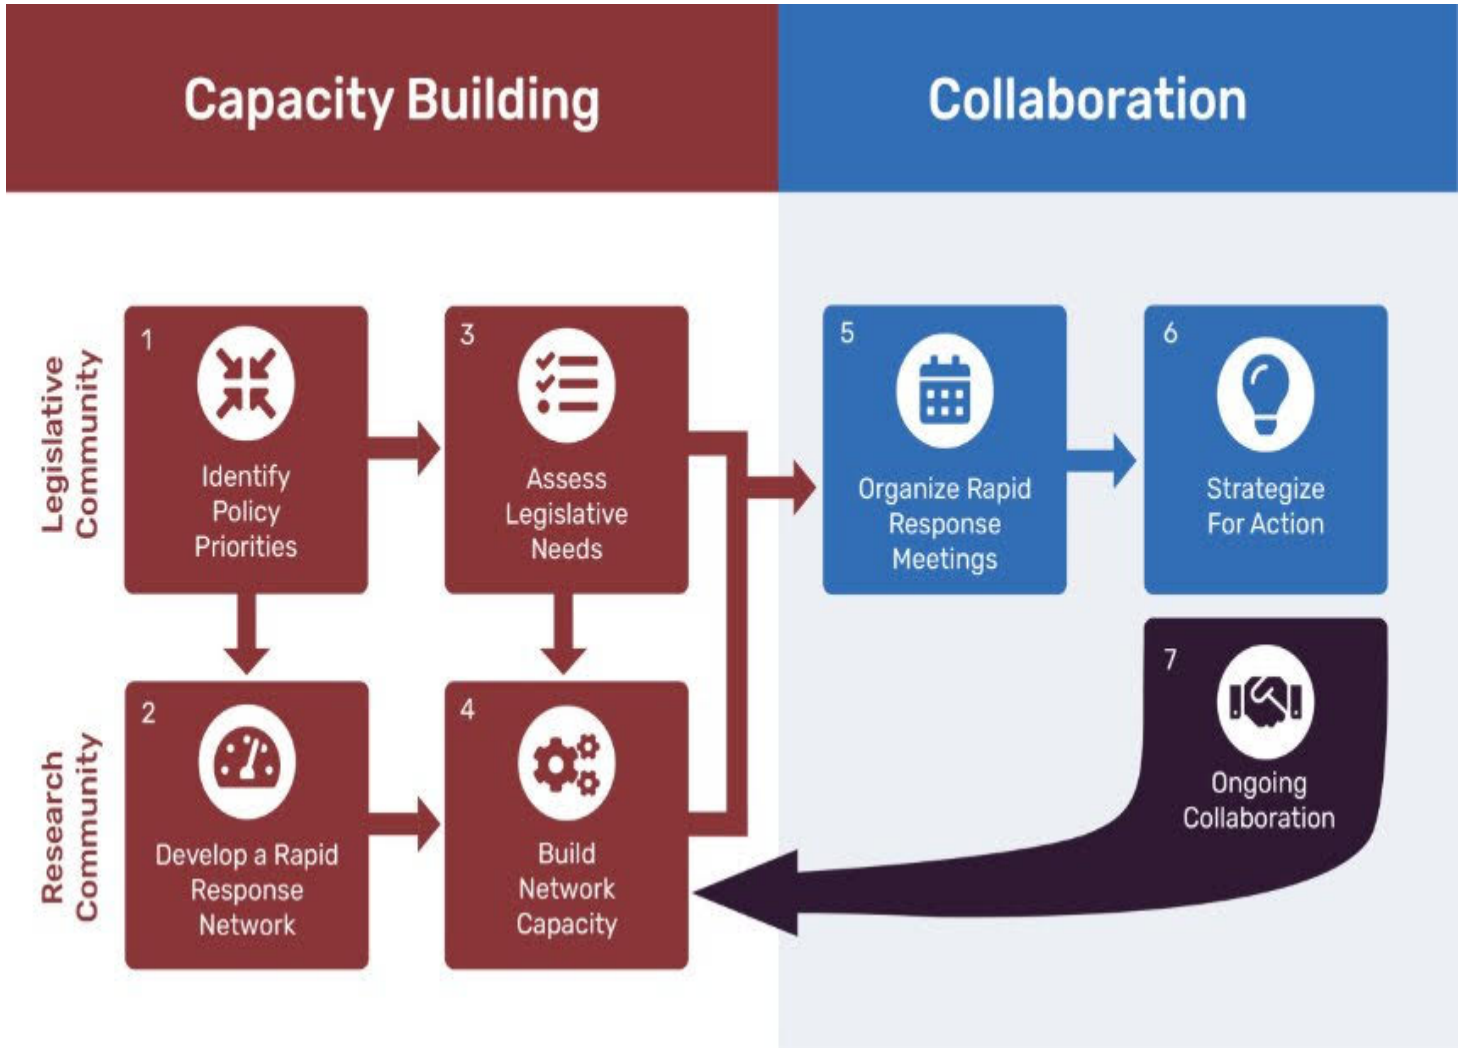 Capacity Building
Collaboration
Legislative
Community
1
Identify
Policy
Priorities
3
Assess
Legislative
Needs
5
Organize Rapid
Response
Meetings
6
Strategize
For Action
Research
Community
2
Develop a Rapid
Response
Network
4
Build
Network
Capacity
7
Ongoing
Collaboration